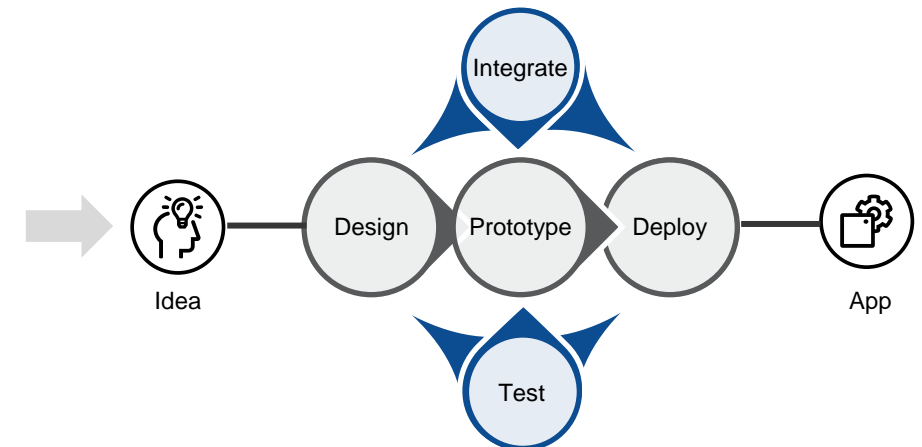 Integrate
Design
Prototype
Deploy
Idea
App
Test